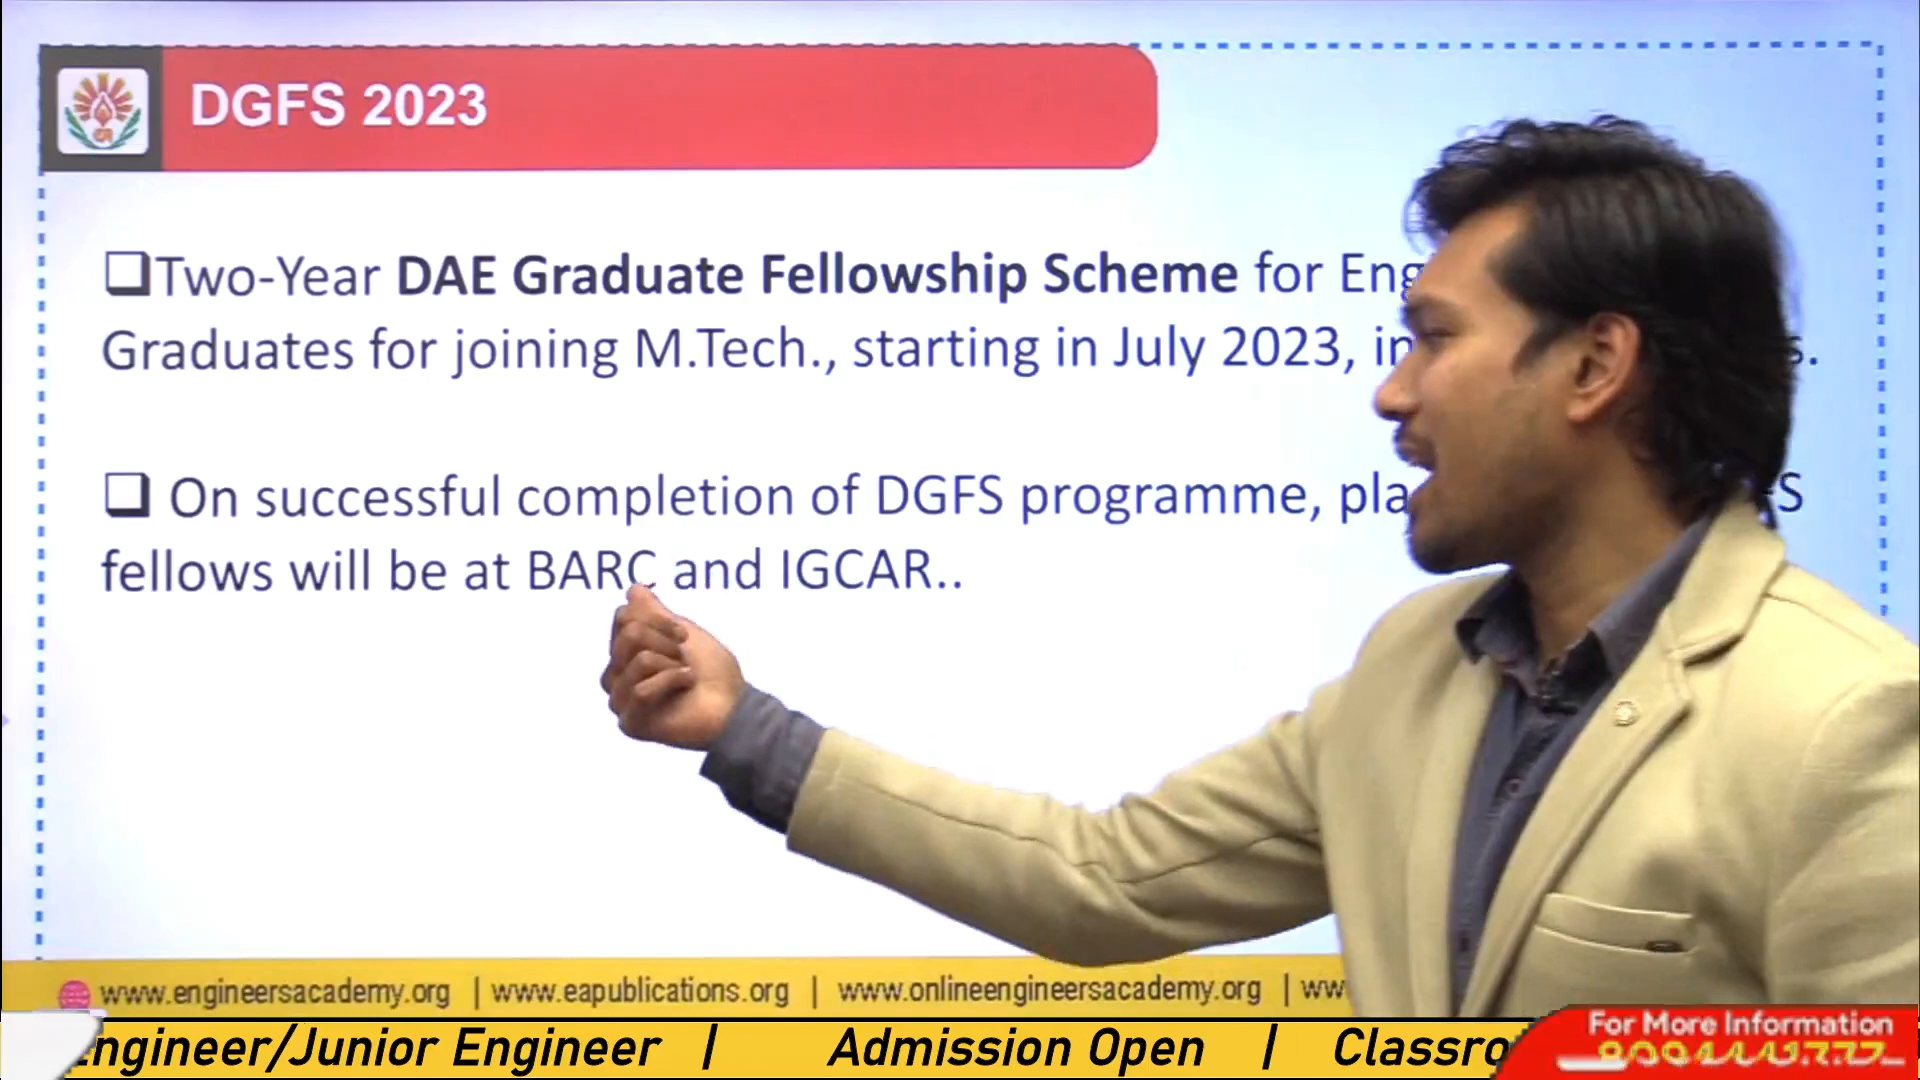 DGFS 2023
Two-Year DAE Graduate Fellowship Scheme for Eng
Graduates for joining M.Tech., starting in July 2023, in s.
On successful completion of DGFS programme, pla S
fellows will be at BARC and IGCAR..
www.engineersacademy.org | www.eapublications.org | www.onlineengineersacademy.org | ww
Engineer/Junior Engineer | Admission Open | Classro
For More Information